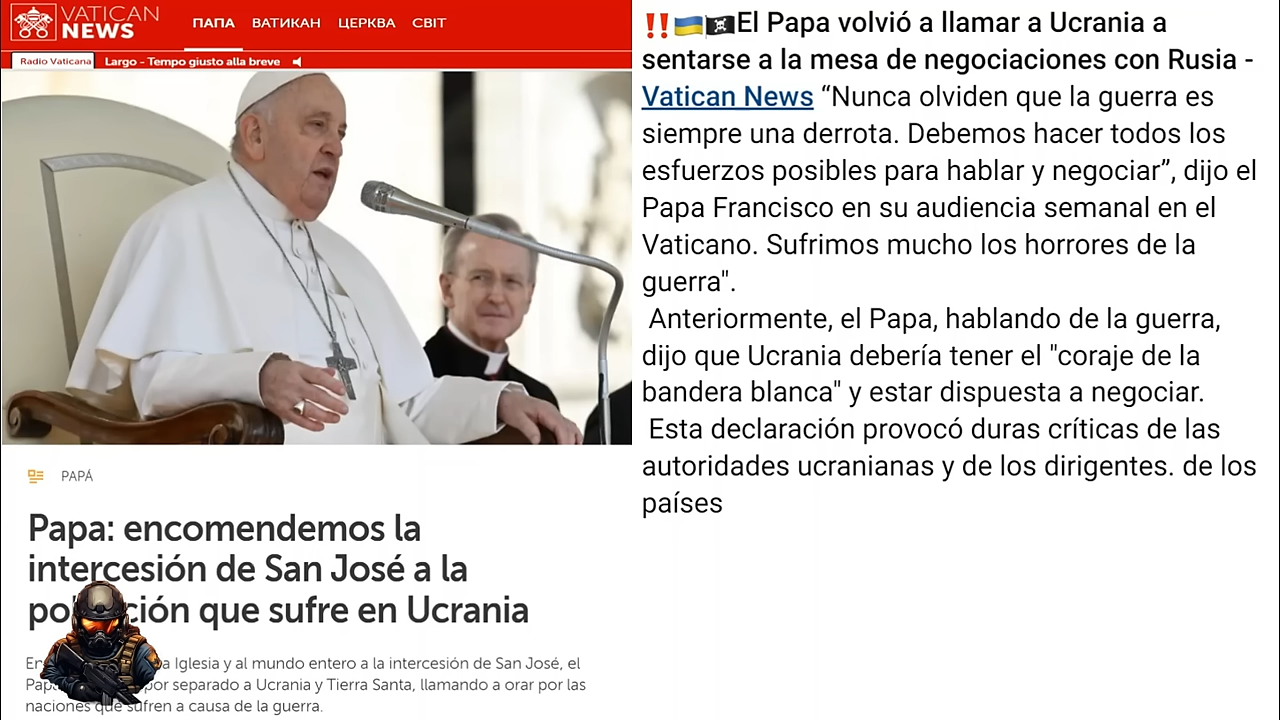 VATICAN
NEWS
ПАПА ВАТИКАН ЦЕРКВА СВІТ
Radio Vaticana Largo - Tempo giusto alla breve
PAPÁ
Papa: encomendemos la
intercesión de San José a la
ción que sufre en Ucrania
Iglesia y al mundo entero a la intercesión de San José, el
por separado a Ucrania y Tierra Santa, llamando a orar por las
naciones que sufren a causa de la guerra.
‼️🇺🇦🏴‍☠️El Papa volvió a llamar a Ucrania a
sentarse a la mesa de negociaciones con Rusia -
Vatican News “Nunca olviden que la guerra es
siempre una derrota. Debemos hacer todos los
esfuerzos posibles para hablar y negociar”, dijo el
Papa Francisco en su audiencia semanal en el
Vaticano. Sufrimos mucho los horrores de la
guerra".
Anteriormente, el Papa, hablando de la guerra,
dijo que Ucrania debería tener el "coraje de la
bandera blanca" y estar dispuesta a negociar.
Esta declaración provocó duras críticas de las
autoridades ucranianas y de los dirigentes. de los
países